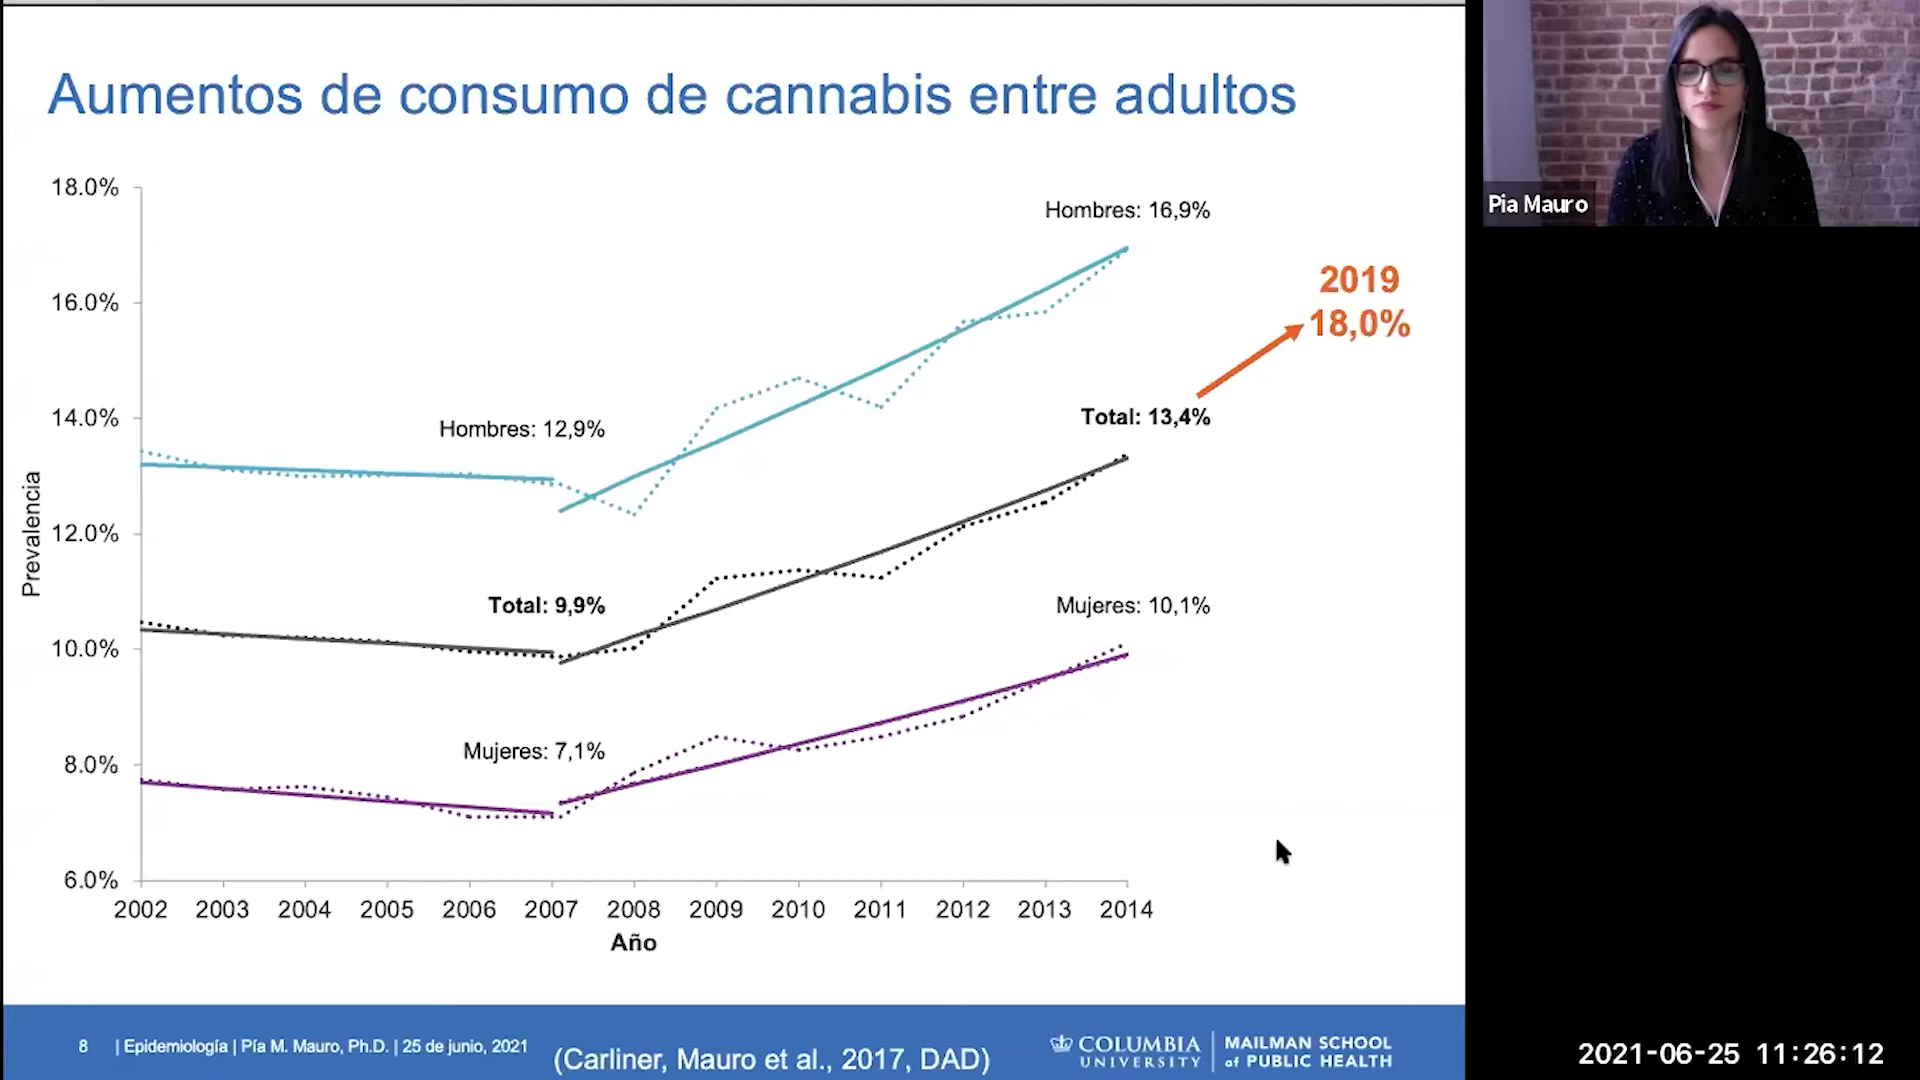 Aumentos de consumo de cannabis entre adultos
Pia Mauro
18.0%
16.0%
14.0%
12.0%
10.0%
8.0%
6.0%
Prevalencia
Hombres: 16,9%
2019
18,0%
Total: 13,4%
Hombres: 12,9%
Total: 9,9%
Mujeres: 10,1%
Mujeres: 7,1%
2002 2003 2004 2005 2006 2007 2008 2009 2010 2011 2012 2013 2014
Año
8 | Epidemiología | Pía M. Mauro, Ph.D. | 25 de junio, 2021
(Carliner, Mauro et al., 2017, DAD)
COLUMBIA
UNIVERSITY
MAILMAN SCHOOL
of PUBLIC HEALTH
2021-06-25 11:26:12